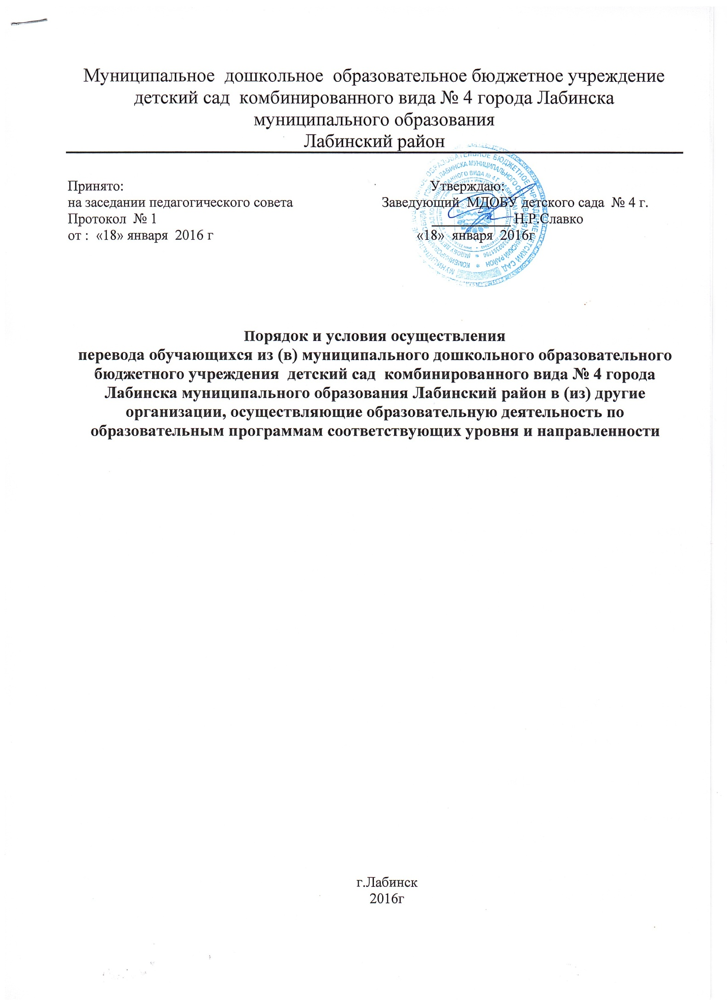 Муниципальное дошкольное образовательное бюджетное учреждение
детский сад комбинированного вида № 4 города Лабинска
муниципального образования
Лабинский район
Принято: Утверждаю:
на заседании педагогического совета Заведующий МДОБУ детского сада № 4 г.
Протокол № 1 ____________Н.Р.Славко
от : «18» января 2016 г «18» января 2016г
Порядок и условия осуществления
перевода обучающихся из (в) муниципального дошкольного образовательного
бюджетного учреждения детский сад комбинированного вида № 4 города
Лабинска муниципального образования Лабинский район в (из) другие
организации, осуществляющие образовательную деятельность по
образовательным программам соответствующих уровня и направленности
г.Лабинск
2016г